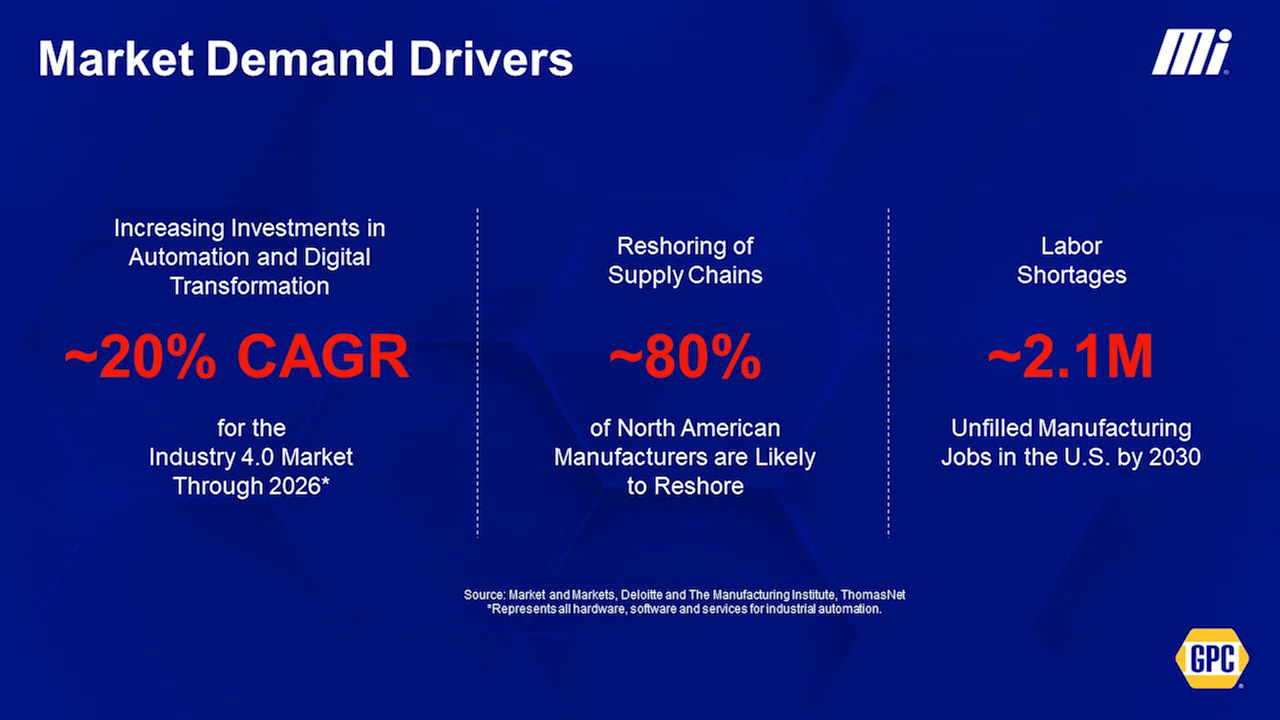 Market Demand Drivers
Mi
Increasing Investments in
Automation and Digital
Transformation
~20% CAGR
for the
Industry 4.0 Market
Through 2026*
Reshoring of
Supply Chains
~80%
of North American
Manufacturers are Likely
to Reshore
Labor
Shortages
~2.1M
Unfilled Manufacturing
Jobs in the U.S. by 2030
Source: Market and Markets, Deloitte and The Manufacturing Institute, ThomasNet
*Represents all hardware, software and services for industrial automation.
GPC